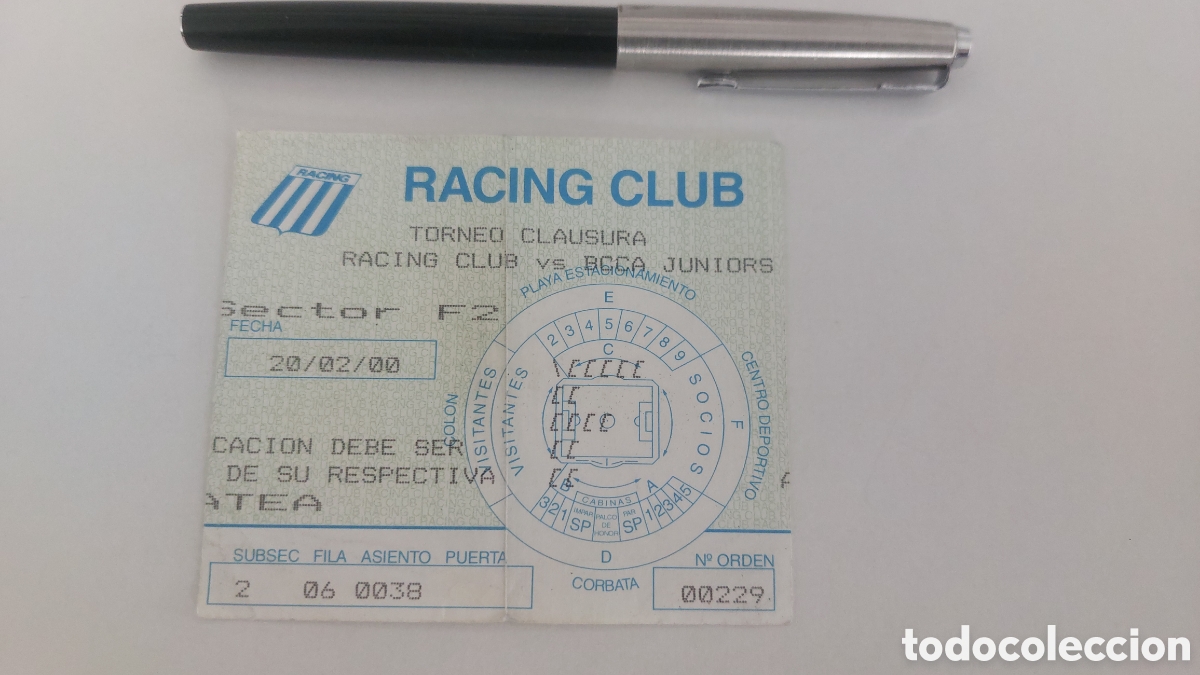 RACING
RACING CLUB
TORNEO CLAUSURA
RACING CLUB vs BCCA JUNIORS
PLAYA ESTACIONAMIENTO
Sector F2
FECHA
20/02/00
E
2 3 4 5 6 7 8 9
C
VISITANTES
VISITANTES
COLON
SOCIOS
F
CENTRO DEPORTIVO
CACION DEBE SER
DE SU RESPECTIVA
ATEA
B
A
CABINAS
3 2 1 SP
IMPAR
PALCO DE HONOR
PAR
SP 1 2 3 4 5
D
CORBATA
SUBSEC FILA ASIENTO PUERTA
2 06 0038
Nº ORDEN
00229
todocoleccion